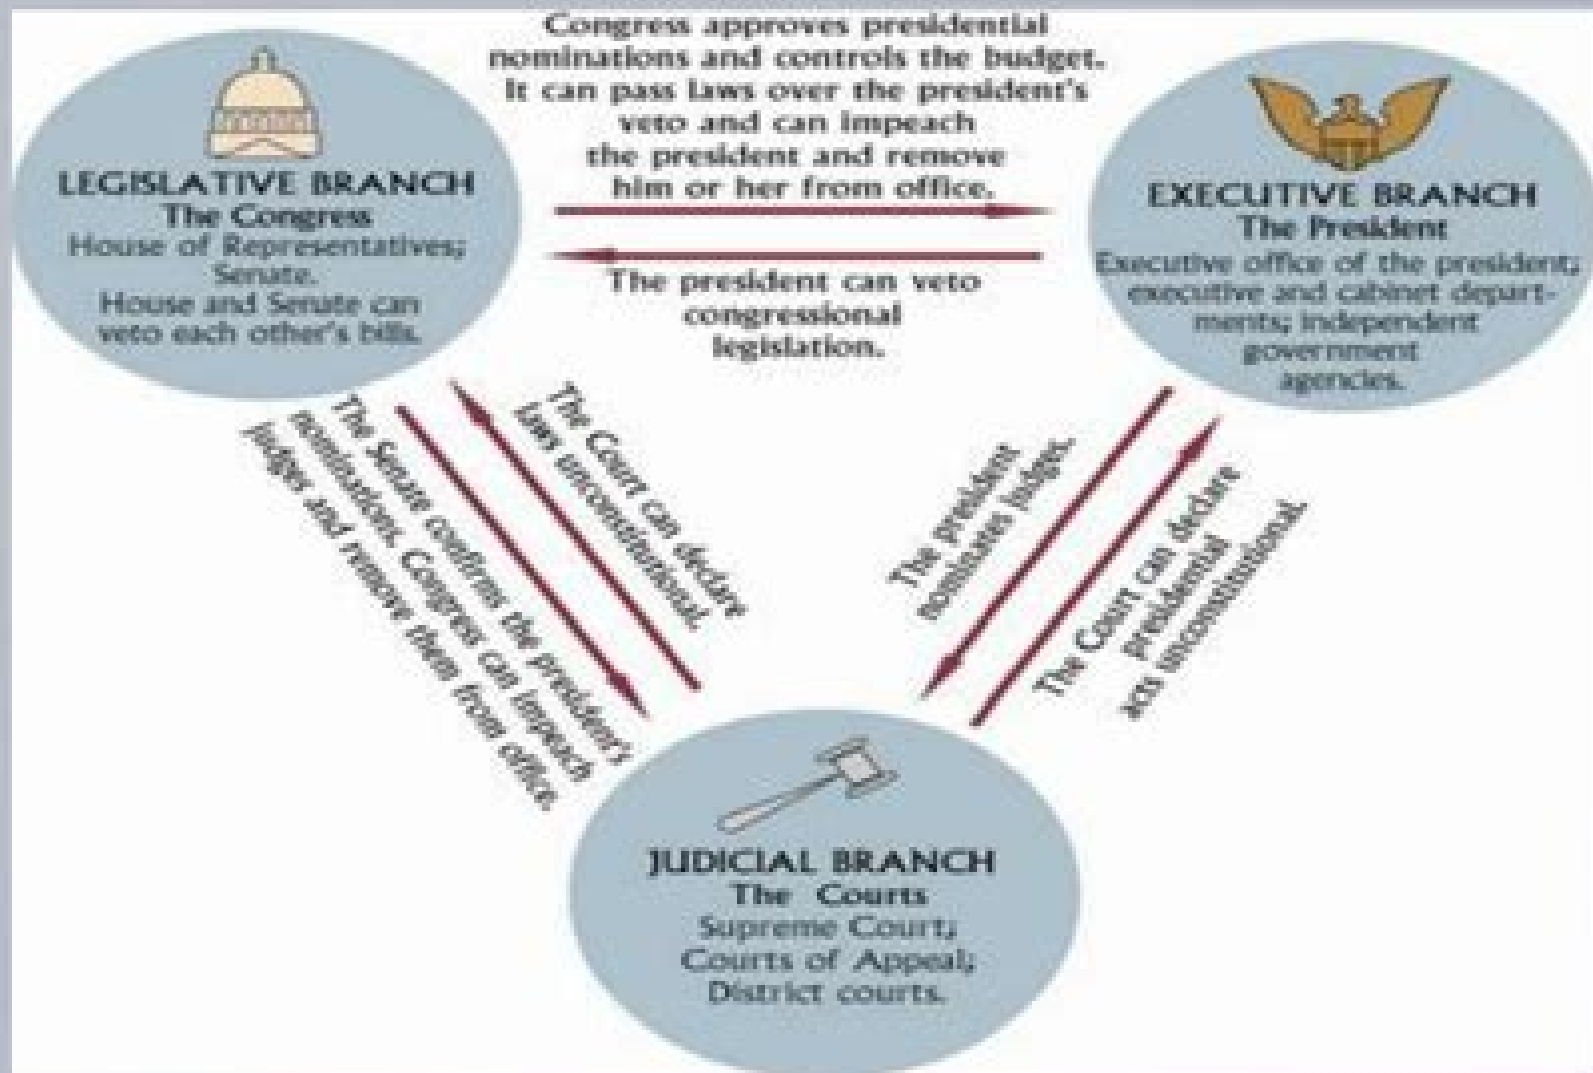 Congress approves presidential
nominations and controls the budget.
It can pass laws over the president's
veto and can impeach
the president and remove
him or her from office.
LEGISLATIVE BRANCH
The Congress
House of Representatives;
Senate.
House and Senate can
veto each other's bills.
EXECUTIVE BRANCH
The President
Executive office of the president;
executive and cabinet depart-
ments; independent
government
agencies.
The president can veto
congressional
legislation.
The Senate confirms the president's
nominations. Congress can impeach
judges and remove them from office.
The Court can declare
laws unconstitutional.
The president
nominates judges.
The Court can declare
presidential
acts unconstitutional.
JUDICIAL BRANCH
The Courts
Supreme Court;
Courts of Appeal;
District courts.